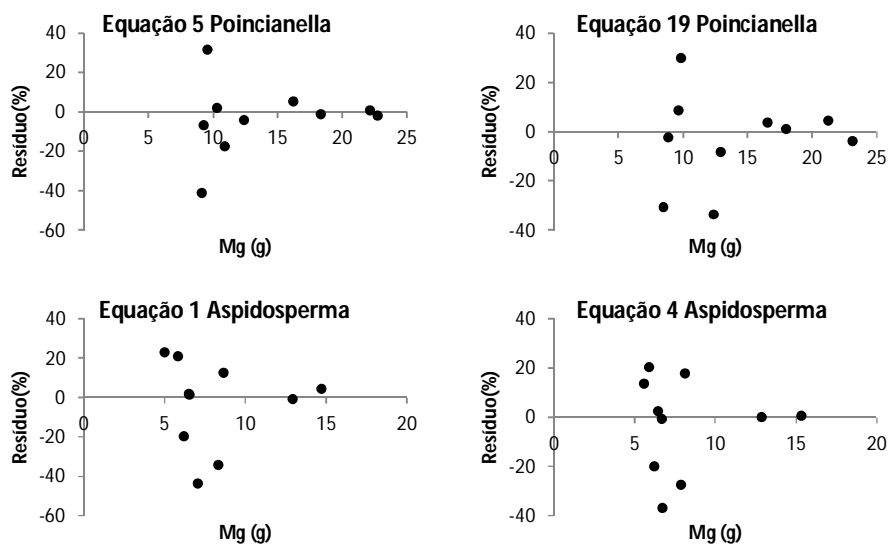 Equação 5 Poincianella
40
20
0
-20
-40
-60
0 5 10 15 20 25
Resíduo(%)
Mg (g)
Equação 19 Poincianella
40
20
0
-20
-40
0 5 10 15 20 25
Resíduo(%)
Mg (g)
Equação 1 Aspidosperma
40
20
0
-20
-40
-60
0 5 10 15 20
Resíduo(%)
Mg (g)
Equação 4 Aspidosperma
40
20
0
-20
-40
0 5 10 15 20
Resíduo(%)
Mg (g)